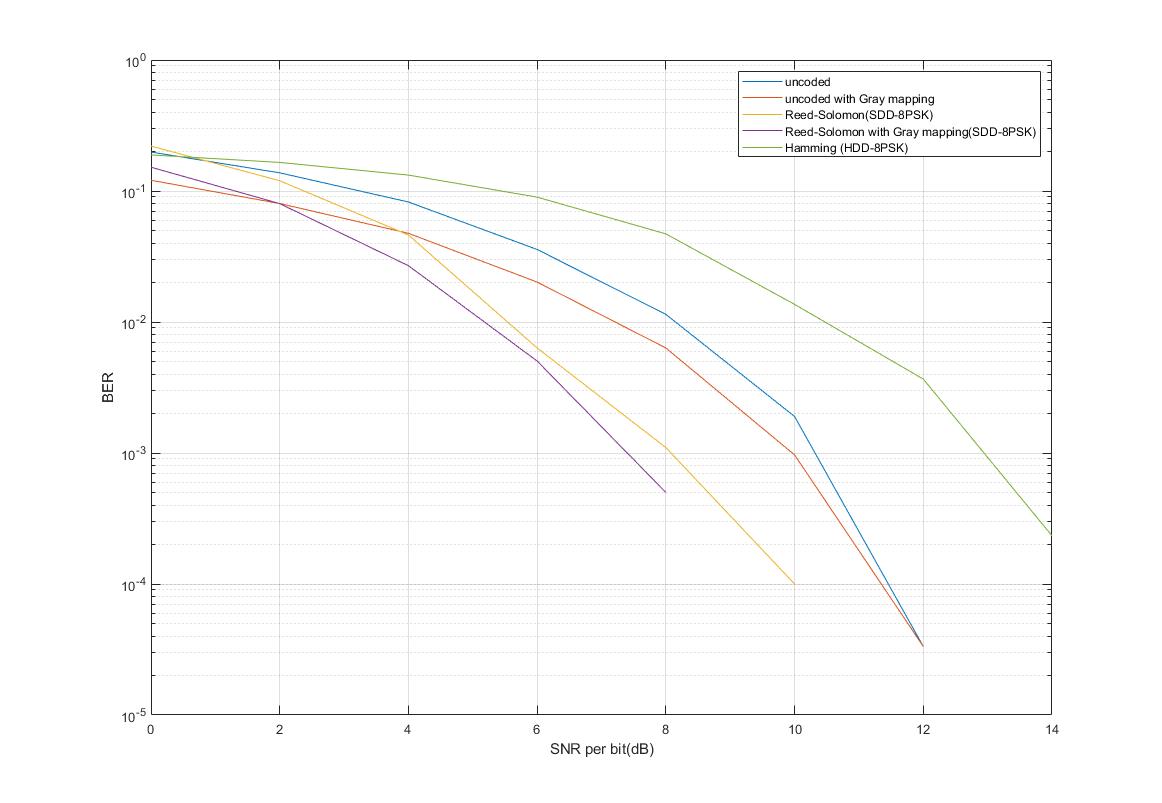 10^0
10^-1
10^-2
10^-3
10^-4
10^-5
BER
uncoded
uncoded with Gray mapping
Reed-Solomon(SDD-8PSK)
Reed-Solomon with Gray mapping(SDD-8PSK)
Hamming (HDD-8PSK)
0 2 4 6 8 10 12 14
SNR per bit(dB)